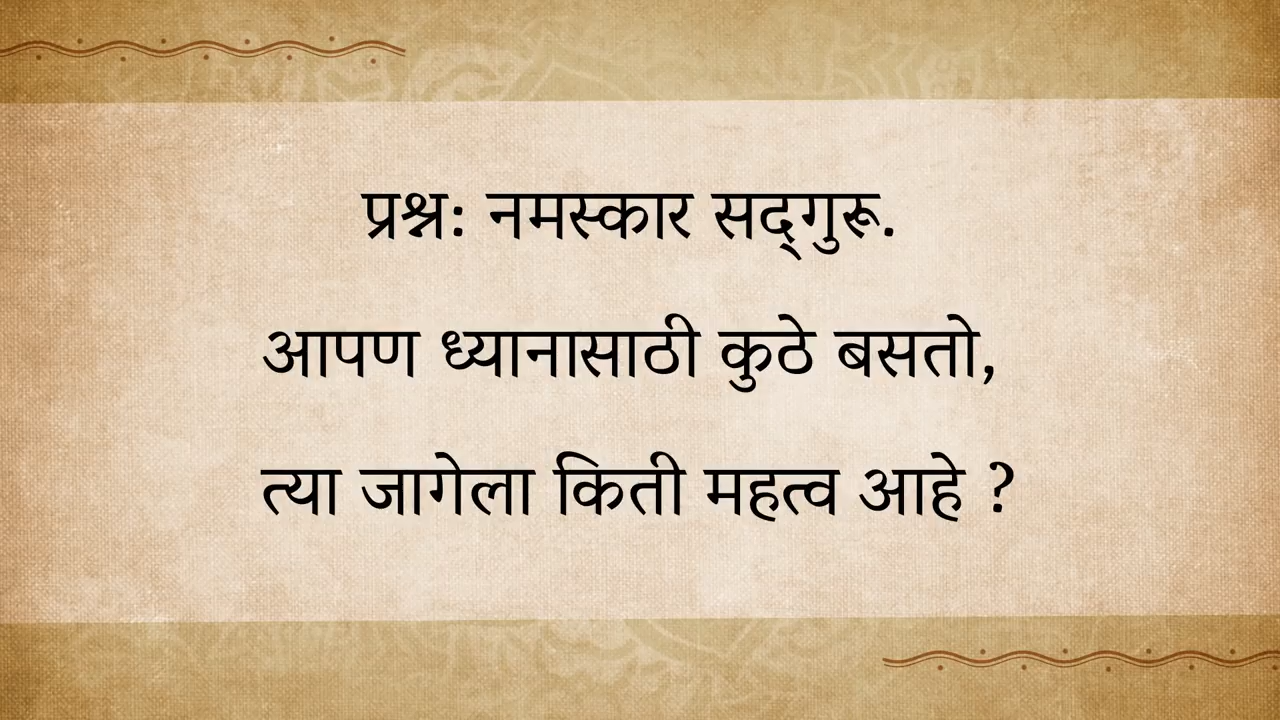 प्रश्न: नमस्कार सद्‌गुरू.
आपण ध्यानासाठी कुठे बसतो,
त्या जागेला किती महत्व आहे ?